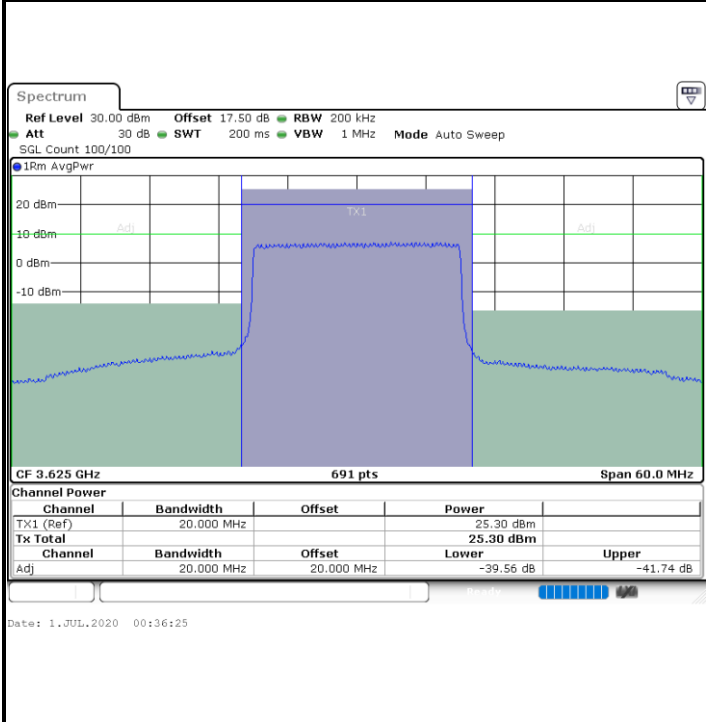 Spectrum
Ref Level 30.00 dBm Offset 17.50 dB RBW 200 kHz
Att 30 dB SWT 200 ms VBW 1 MHz Mode Auto Sweep
SGL Count 100/100
1Rm AvgPwr
20 dBm
TX1
Adj
Adj
10 dBm
0 dBm
-10 dBm
CF 3.625 GHz 691 pts Span 60.0 MHz
Channel Power
Channel Bandwidth Offset Power
TX1 (Ref) 20.000 MHz 25.30 dBm
Tx Total 25.30 dBm
Channel Bandwidth Offset Lower Upper
Adj 20.000 MHz 20.000 MHz -39.56 dB -41.74 dB
Ready
Date: 1.JUL.2020 00:36:25